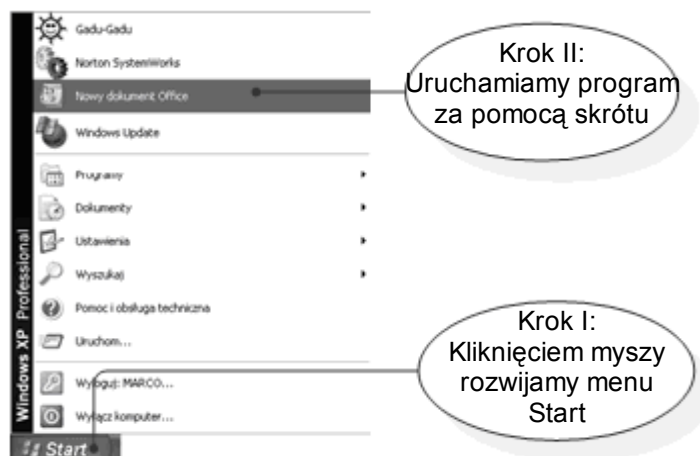 Gadu-Gadu
Norton SystemWorks
Nowy dokument Office
Windows Update
Programy
Dokumenty
Ustawienia
Wyszukaj
Pomoc i obsługa techniczna
Uruchom...
Wyloguj: MARCO...
Wyłącz komputer...
Windows XP Professional
Start
Krok II:
Uruchamiamy program
za pomocą skrótu
Krok I:
Kliknięciem myszy
rozwijamy menu
Start